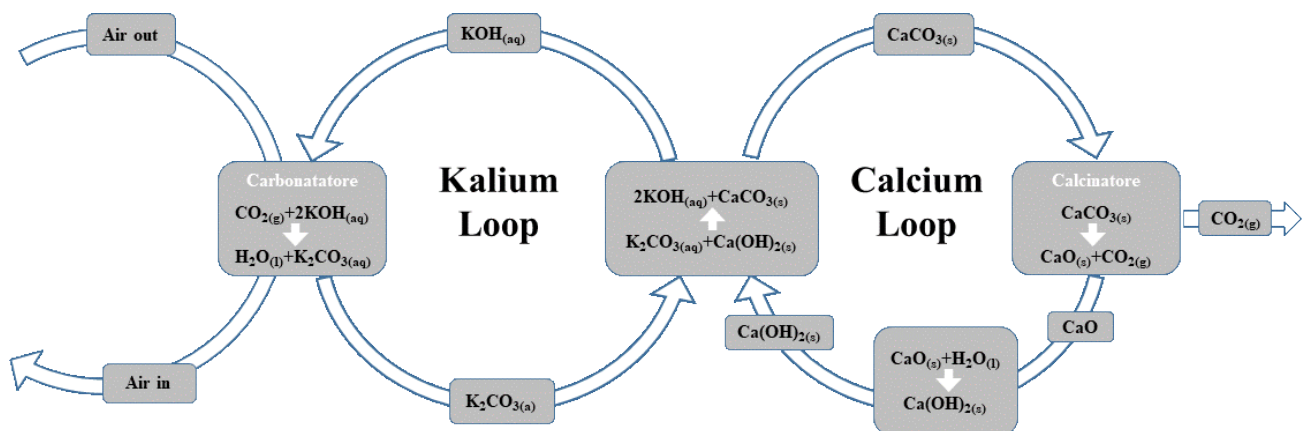 Air out
KOH(aq)
CaCO₃(s)
Carbonatatore
CO₂(g)+2KOH(aq)
H₂O(l)+K₂CO₃(aq)
Kalium
Loop
2KOH(aq)+CaCO₃(s)
K₂CO₃(aq)+Ca(OH)₂(s)
Calcium
Loop
Calcinatore
CaCO₃(s)
CaO(s)+CO₂(g)
CO₂(g)
Ca(OH)₂(s)
CaO
CaO(s)+H₂O(l)
Ca(OH)₂(s)
Air in
K₂CO₃(a)